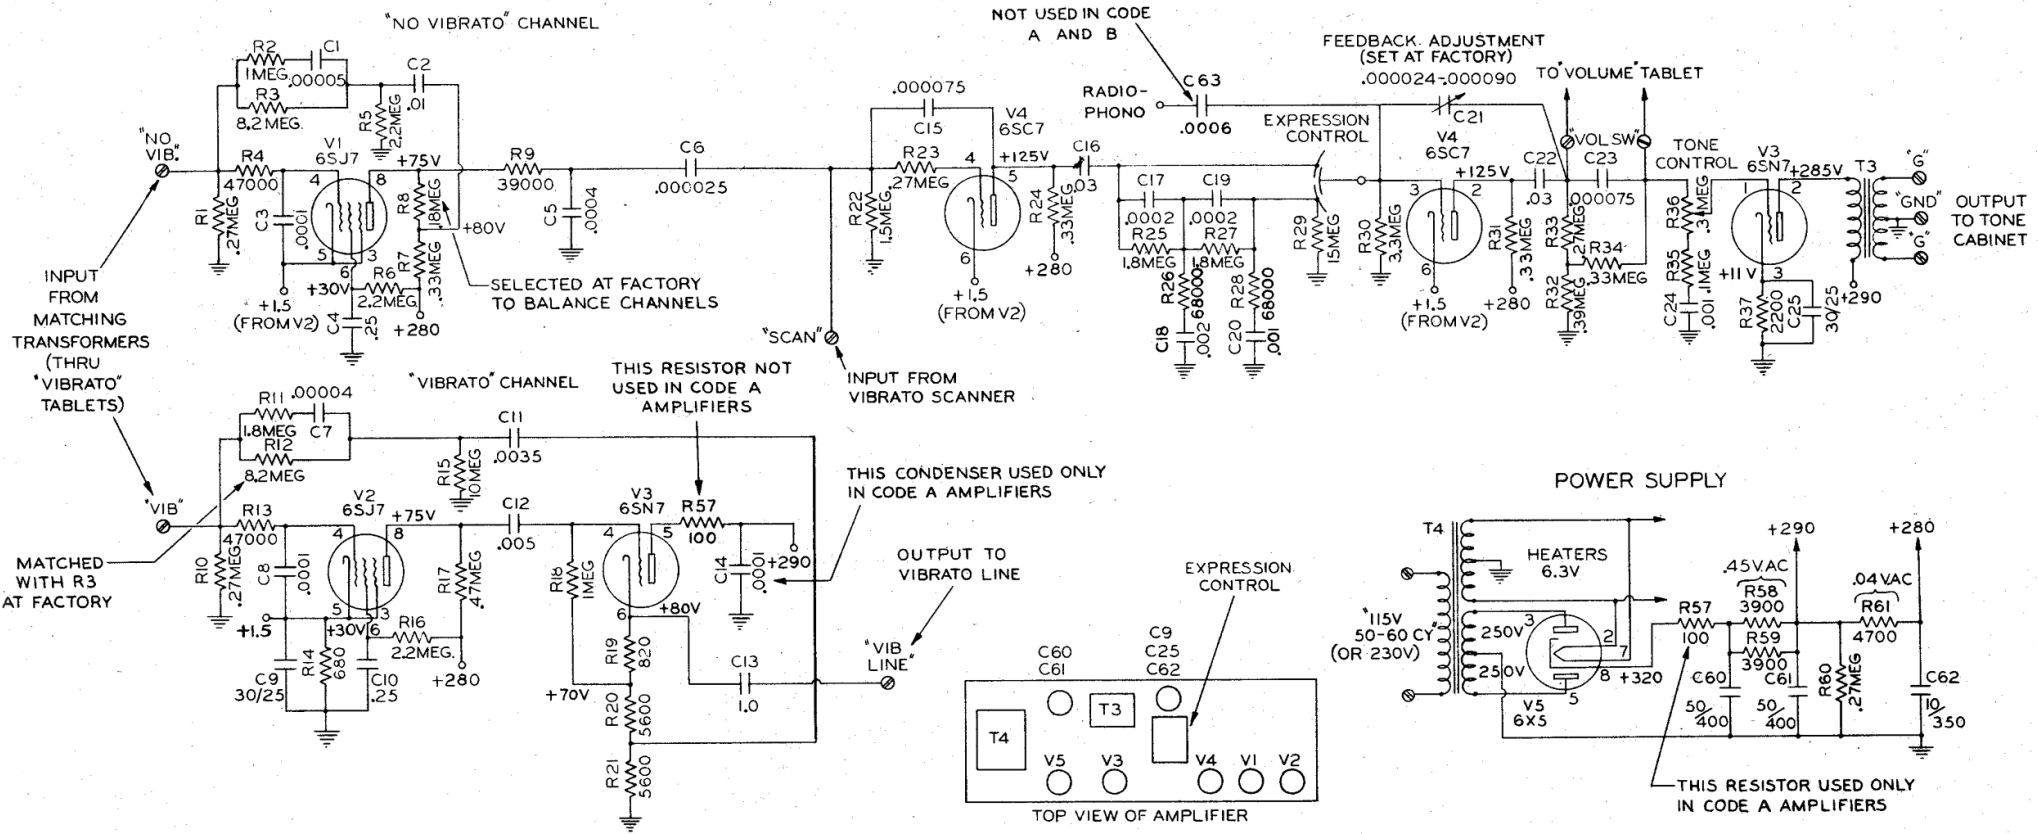 "NO VIBRATO" CHANNEL
NOT USED IN CODE
A AND B
FEEDBACK ADJUSTMENT
(SET AT FACTORY)
.000024-.000090
TO "VOLUME" TABLET
R2
1MEG.
C1
.00005
R3
8.2MEG.
C2
.01
R5
2.2MEG.
"NO
VIB."
R4
47000
R1
.27MEG
C3
.0001
V1
6SJ7
4
8
5
3
6
+75V
R8
.18MEG
+80V
R7
.33MEG
R6
2.2MEG.
+30V
+1.5
(FROM V2)
C4
.25
+280
SELECTED AT FACTORY
TO BALANCE CHANNELS
R9
39000
C5
.0004
C6
.000025
"SCAN"
INPUT FROM
VIBRATO SCANNER
.000075
C15
R22
1.5MEG
R23
.27MEG
V4
6SC7
4
5
6
+125V
+1.5
(FROM V2)
R24
.33MEG
+280
C16
.03
RADIO-
PHONO
C63
.0006
C17
.0002
C19
.0002
R25
1.8MEG
R27
1.8MEG
R26
68000
R28
68000
C18
.002
C20
.001
EXPRESSION
CONTROL
R29
15MEG
R30
3.3MEG
C21
V4
6SC7
3
2
6
+125V
+1.5
(FROM V2)
R31
.33MEG
+280
C22
.03
"VOL SW"
C23
.000075
R33
.27MEG
R34
.33MEG
R32
.39MEG
TONE
CONTROL
R36
R35
.1MEG
C24
.001
V3
6SN7
1
2
3
+285V
+11V
R37
2200
C25
30/25
T3
+290
"G"
"GND"
"G"
OUTPUT
TO TONE
CABINET
INPUT
FROM
MATCHING
TRANSFORMERS
(THRU
"VIBRATO"
TABLETS)
"VIBRATO" CHANNEL
THIS RESISTOR NOT
USED IN CODE A
AMPLIFIERS
R11
1.8MEG
.00004
C7
R12
8.2MEG
R15
10MEG
C11
.0035
"VIB"
MATCHED
WITH R3
AT FACTORY
R13
47000
R10
.27MEG
C8
.0001
V2
6SJ7
4
8
5
3
6
+75V
+1.5
+30V
C9
30/25
R14
680
C10
.25
R16
2.2MEG.
R17
.47MEG
+280
C12
.005
R18
1MEG
V3
6SN7
4
5
6
R57
100
C14
.0001
+290
THIS CONDENSER USED ONLY
IN CODE A AMPLIFIERS
+80V
R19
820
+70V
R20
5600
R21
5600
C13
1.0
"VIB
LINE"
OUTPUT TO
VIBRATO LINE
EXPRESSION
CONTROL
C60
C61
C9
C25
C62
T4
T3
V5
V3
V4
V1
V2
TOP VIEW OF AMPLIFIER
POWER SUPPLY
T4
"115V
50-60 CY"
(OR 230V)
HEATERS
6.3V
250V
250V
3
2
7
8
5
V5
6X5
+320
R57
100
.45VAC
R58
3900
R59
3900
C60
50/400
C61
50/400
+290
R60
.27MEG
.04VAC
R61
4700
+280
C62
10/350
THIS RESISTOR USED ONLY
IN CODE A AMPLIFIERS